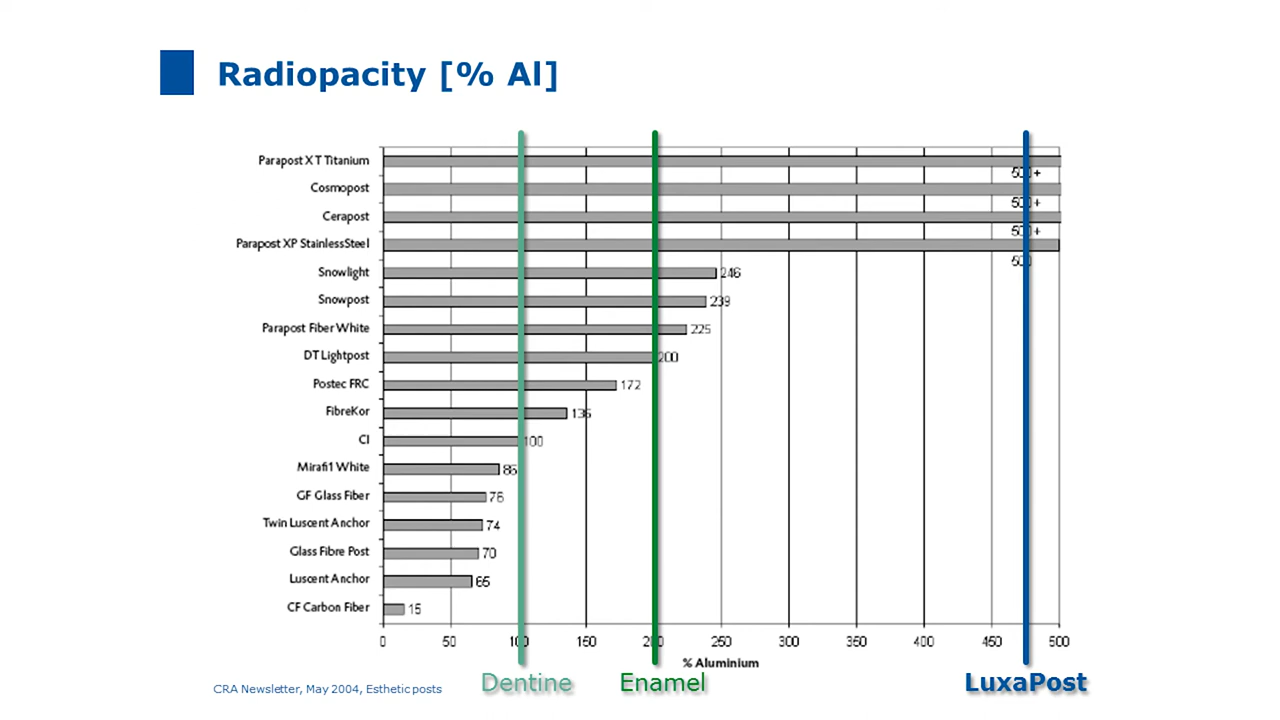 Radiopacity [% Al]
Parapost XT Titanium
500+
Cosmopost
500+
Cerapost
500+
Parapost XP StainlessSteel
500
Snowlight 246
Snowpost 239
Parapost Fiber White 225
DT Lightpost 200
Postec FRC 172
FibreKor 136
CI 100
Mirafi1 White 86
GF Glass Fiber 76
Twin Luscent Anchor 74
Glass Fibre Post 70
Luscent Anchor 65
CF Carbon Fiber 15
0 50 100 150 200 250 300 350 400 450 500
% Aluminium
Dentine Enamel LuxaPost
CRA Newsletter, May 2004, Esthetic posts